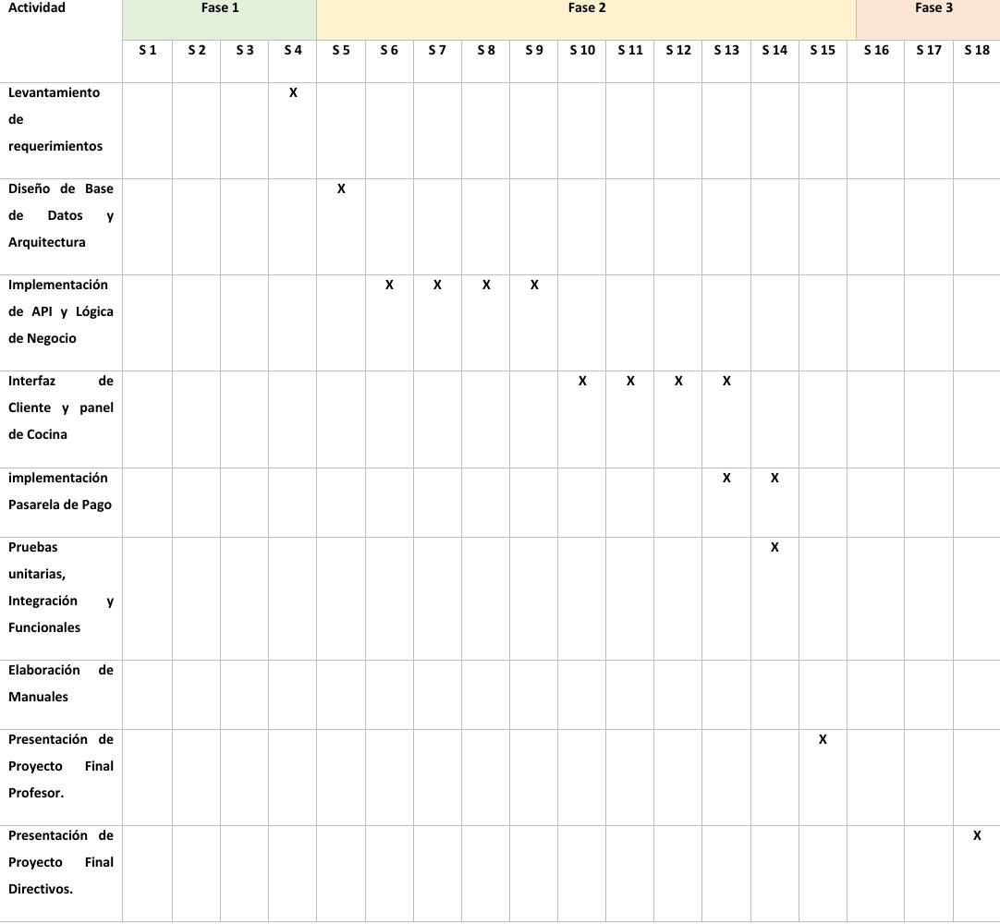 Actividad Fase 1 Fase 2 Fase 3
S 1 S 2 S 3 S 4 S 5 S 6 S 7 S 8 S 9 S 10 S 11 S 12 S 13 S 14 S 15 S 16 S 17 S 18
Levantamiento X
de
requerimientos
Diseño de Base X
de Datos y
Arquitectura
Implementación X X X X
de API y Lógica
de Negocio
Interfaz de X X X X
Cliente y panel
de Cocina
implementación X X
Pasarela de Pago
Pruebas X
unitarias,
Integración y
Funcionales
Elaboración de
Manuales
Presentación de X
Proyecto Final
Profesor.
Presentación de X
Proyecto Final
Directivos.